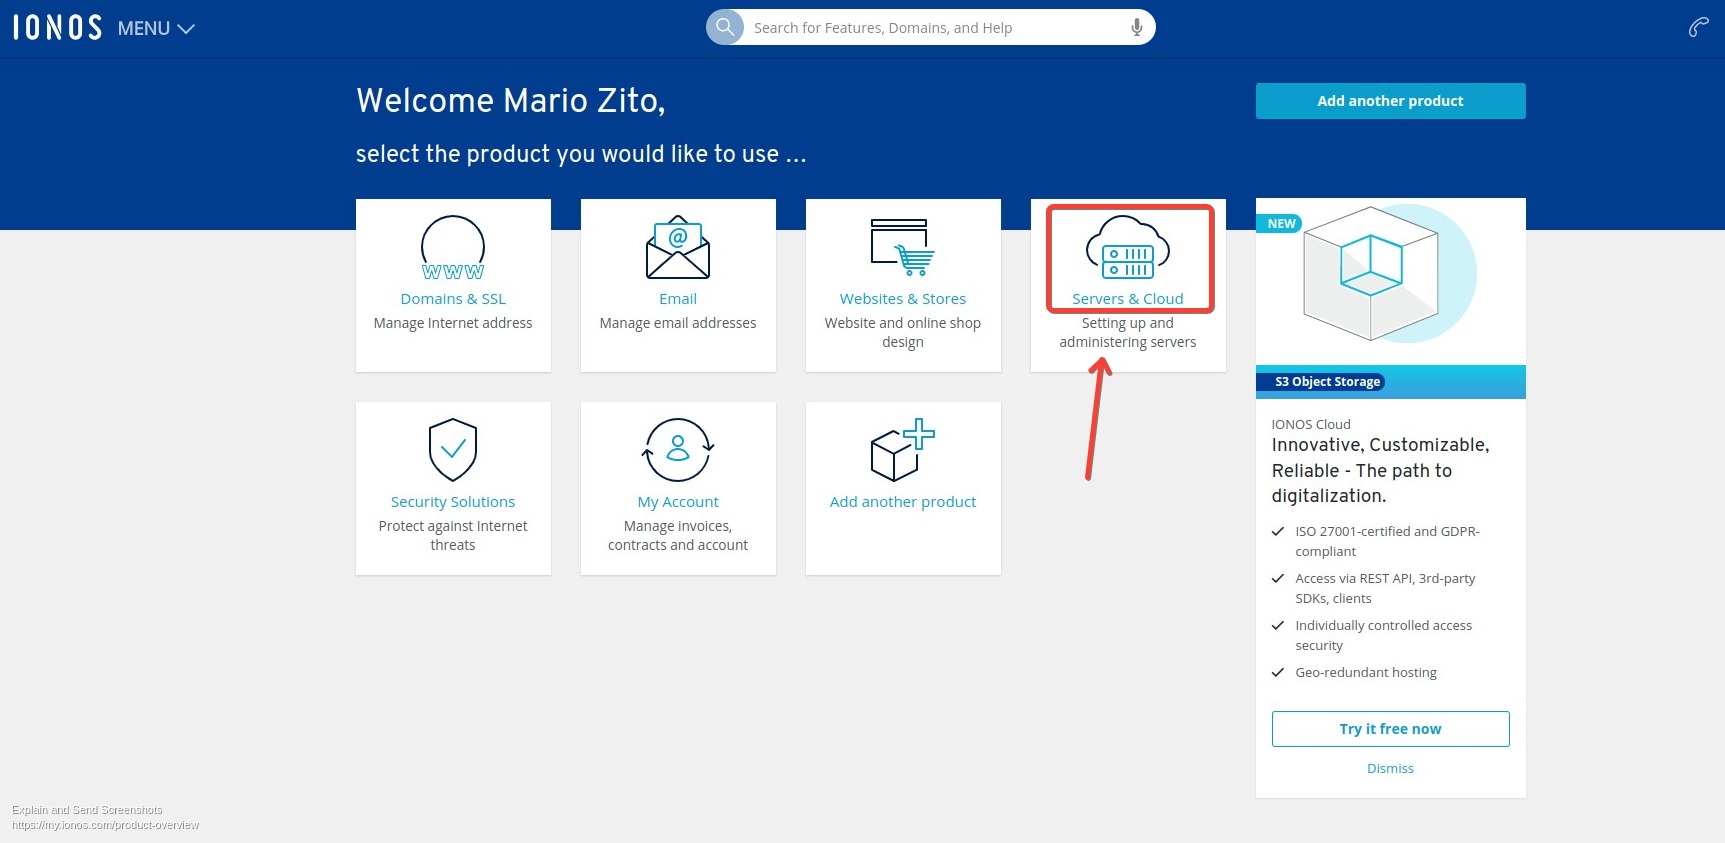 IONOS MENU
Search for Features, Domains, and Help
Welcome Mario Zito,
Add another product
select the product you would like to use ...
WWW
Domains & SSL
Manage Internet address
@
Email
Manage email addresses
Websites & Stores
Website and online shop
design
Servers & Cloud
Setting up and
administering servers
Security Solutions
Protect against Internet
threats
My Account
Manage invoices,
contracts and account
Add another product
NEW
S3 Object Storage
IONOS Cloud
Innovative, Customizable,
Reliable - The path to
digitalization.
ISO 27001-certified and GDPR-
compliant
Access via REST API, 3rd-party
SDKs, clients
Individually controlled access
security
Geo-redundant hosting
Try it free now
Dismiss
Explain and Send Screenshots
https://my.ionos.com/product-overview